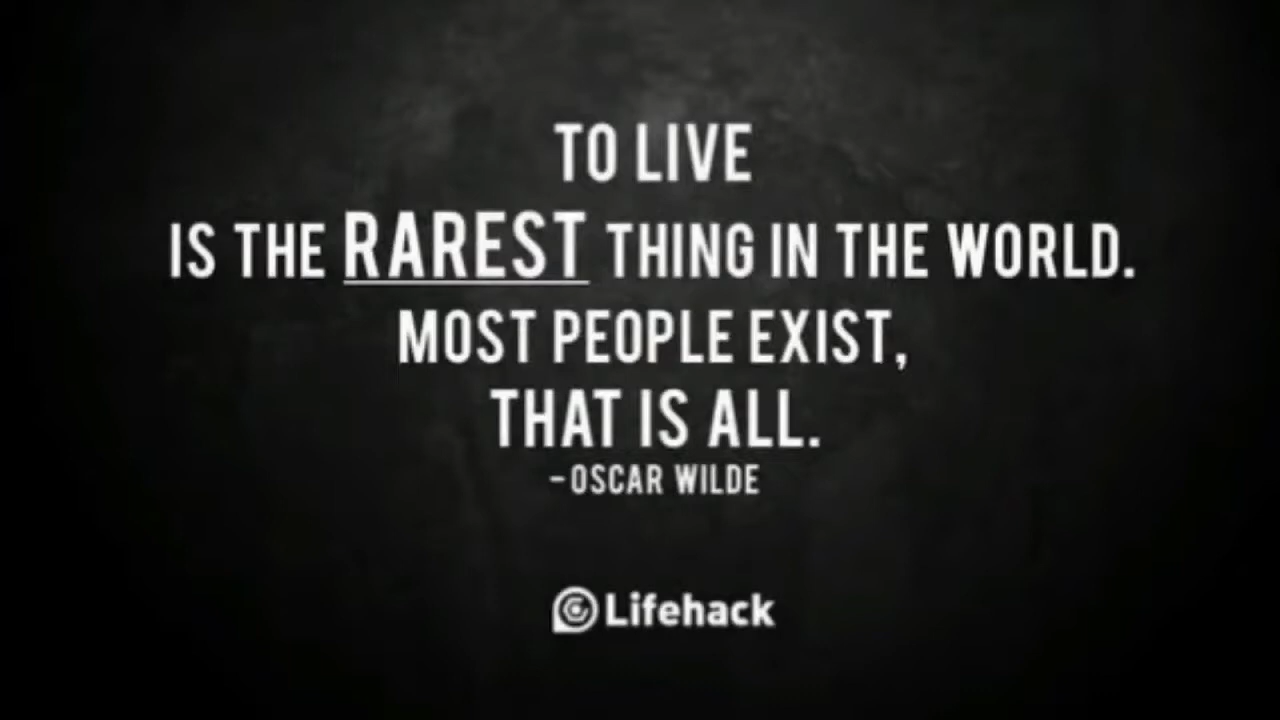 TO LIVE
IS THE RAREST THING IN THE WORLD.
MOST PEOPLE EXIST,
THAT IS ALL.
- OSCAR WILDE
Lifehack